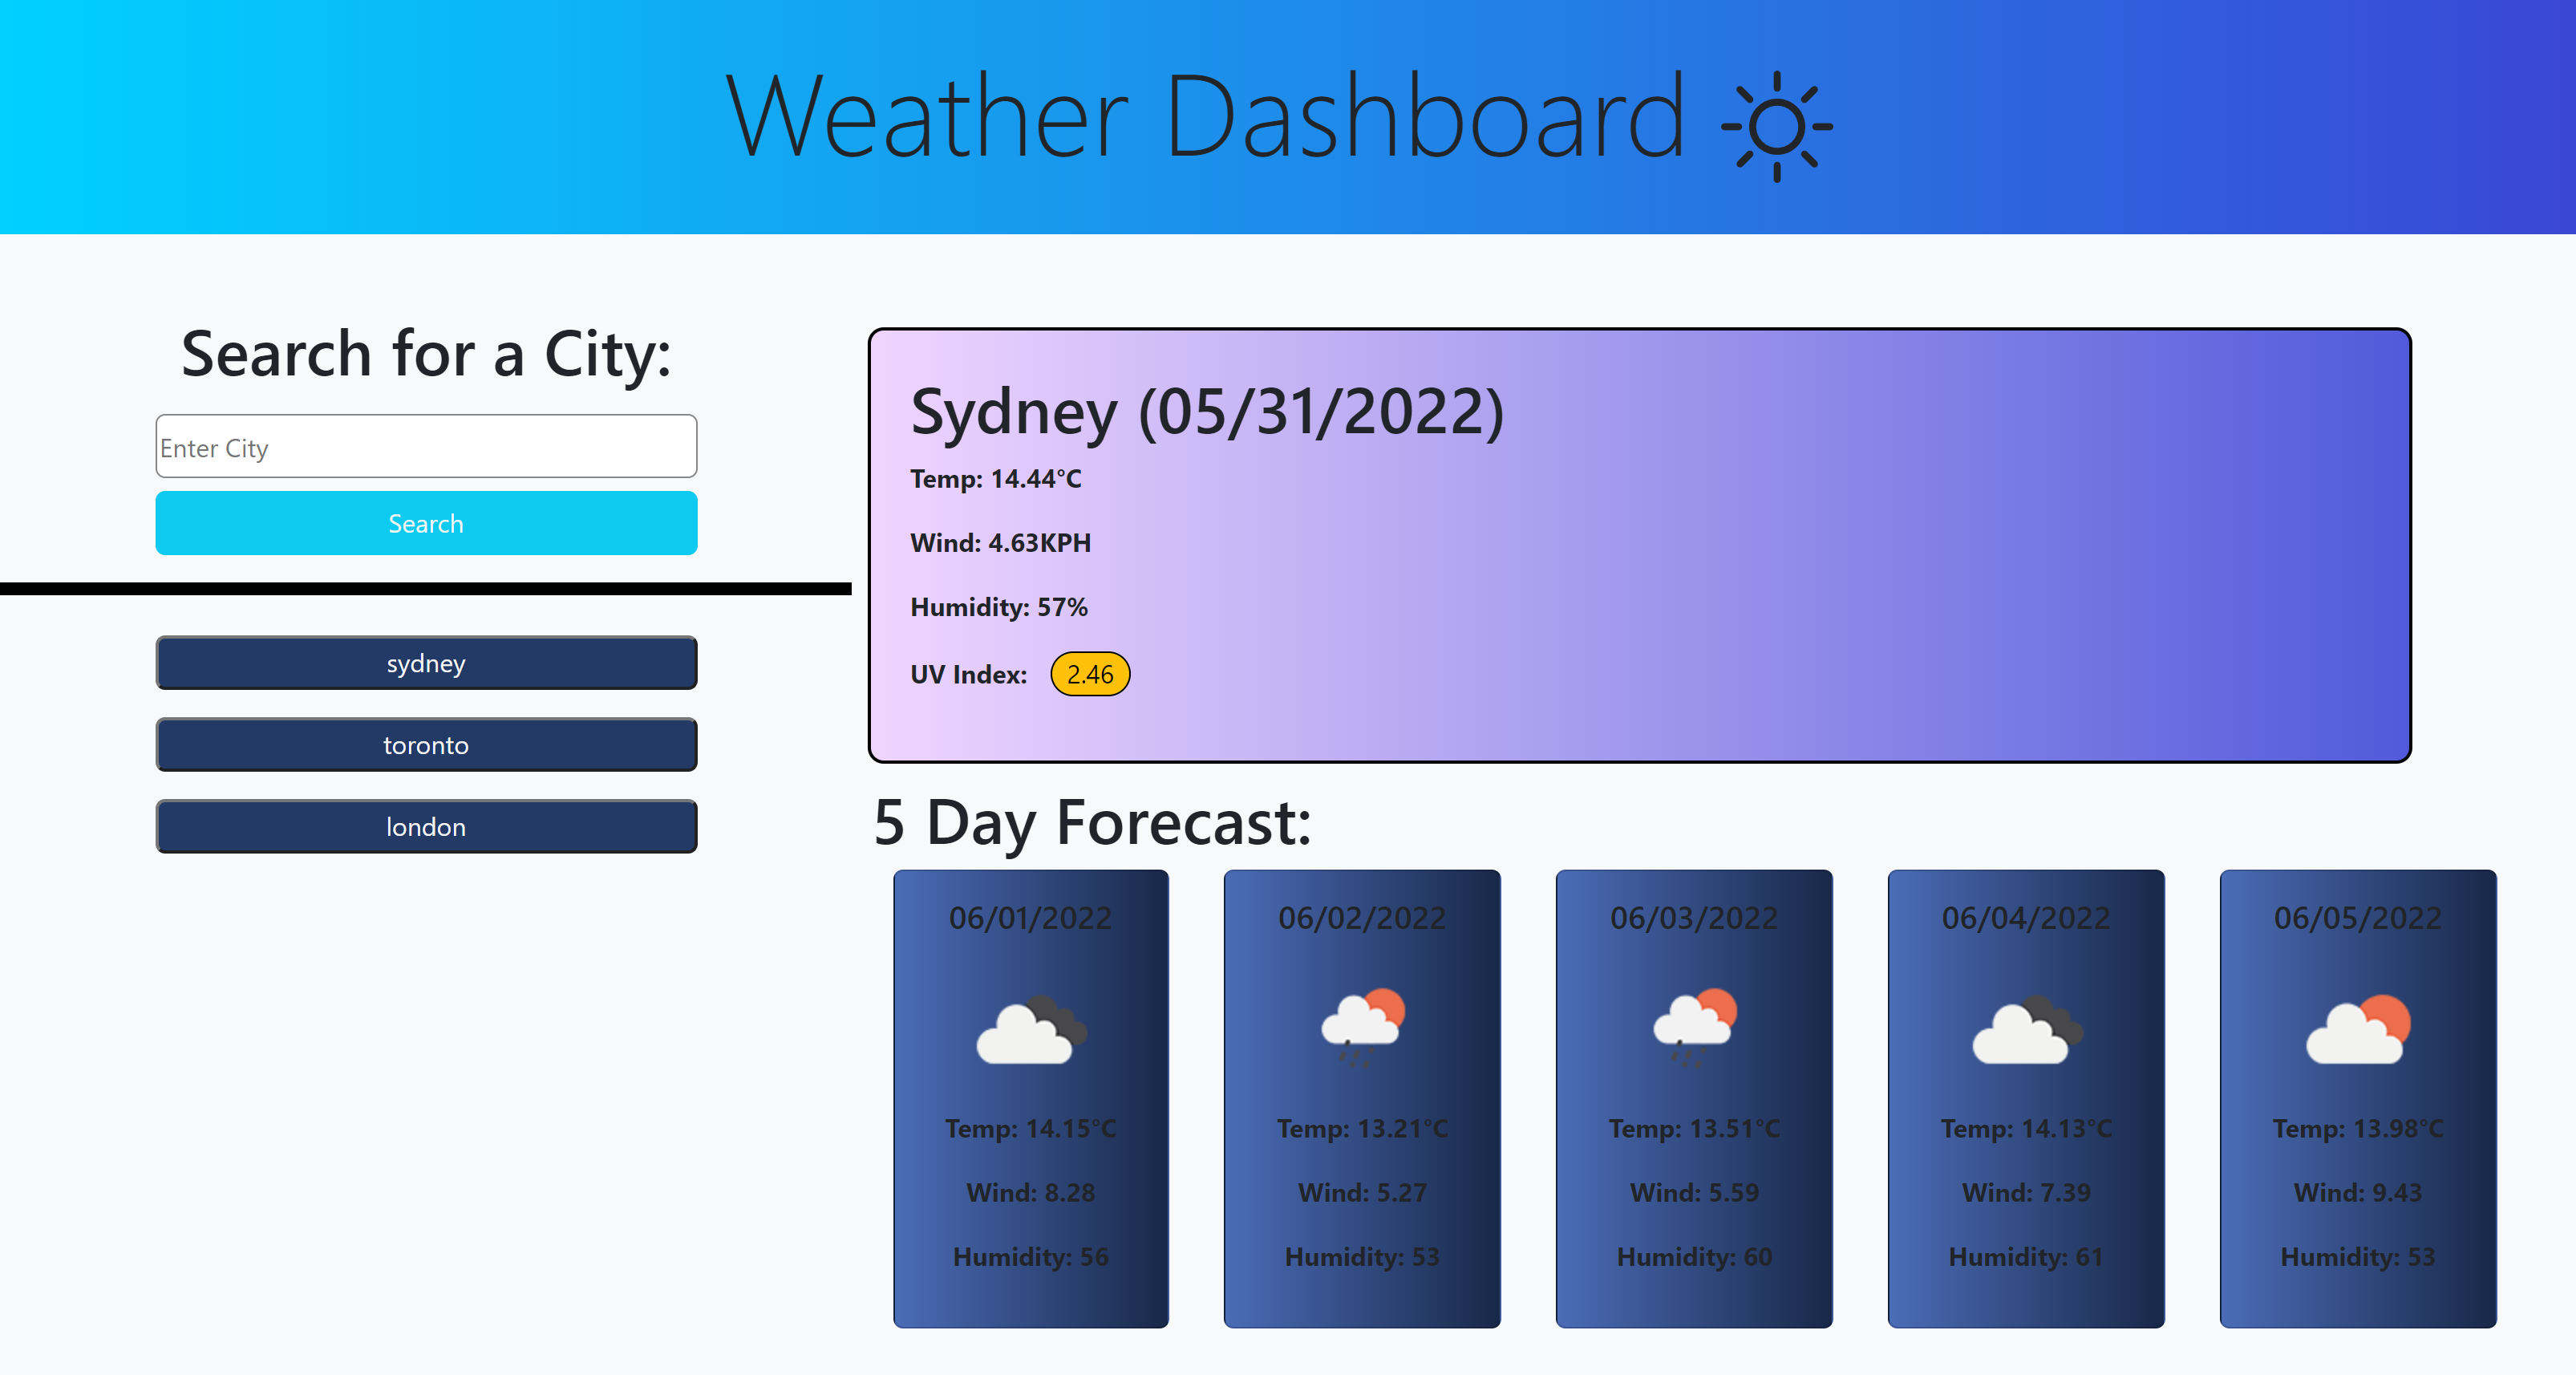 Weather Dashboard
Search for a City:
Enter City
Search
sydney
toronto
london
Sydney (05/31/2022)
Temp: 14.44°C
Wind: 4.63KPH
Humidity: 57%
UV Index: 2.46
5 Day Forecast:
06/01/2022
Temp: 14.15°C
Wind: 8.28
Humidity: 56
06/02/2022
Temp: 13.21°C
Wind: 5.27
Humidity: 53
06/03/2022
Temp: 13.51°C
Wind: 5.59
Humidity: 60
06/04/2022
Temp: 14.13°C
Wind: 7.39
Humidity: 61
06/05/2022
Temp: 13.98°C
Wind: 9.43
Humidity: 53